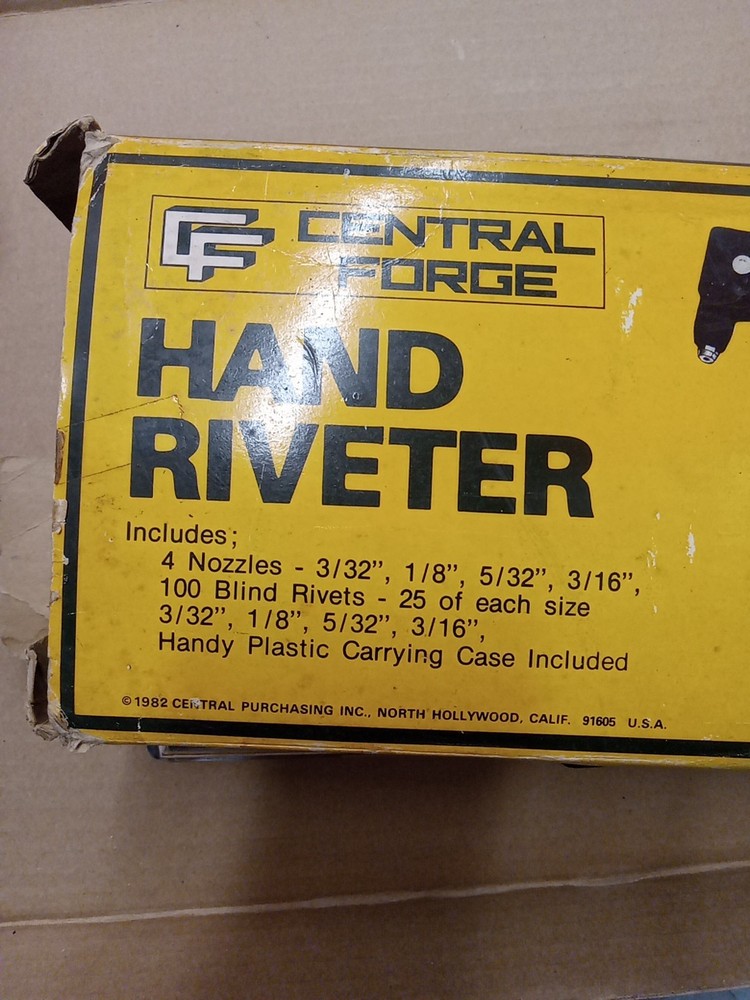 CF CENTRAL
FORGE
HAND
RIVETER
Includes;
4 Nozzles - 3/32”, 1/8”, 5/32”, 3/16”,
100 Blind Rivets - 25 of each size
3/32”, 1/8”, 5/32”, 3/16”,
Handy Plastic Carrying Case Included
©1982 CENTRAL PURCHASING INC., NORTH HOLLYWOOD, CALIF. 91605 U.S.A.